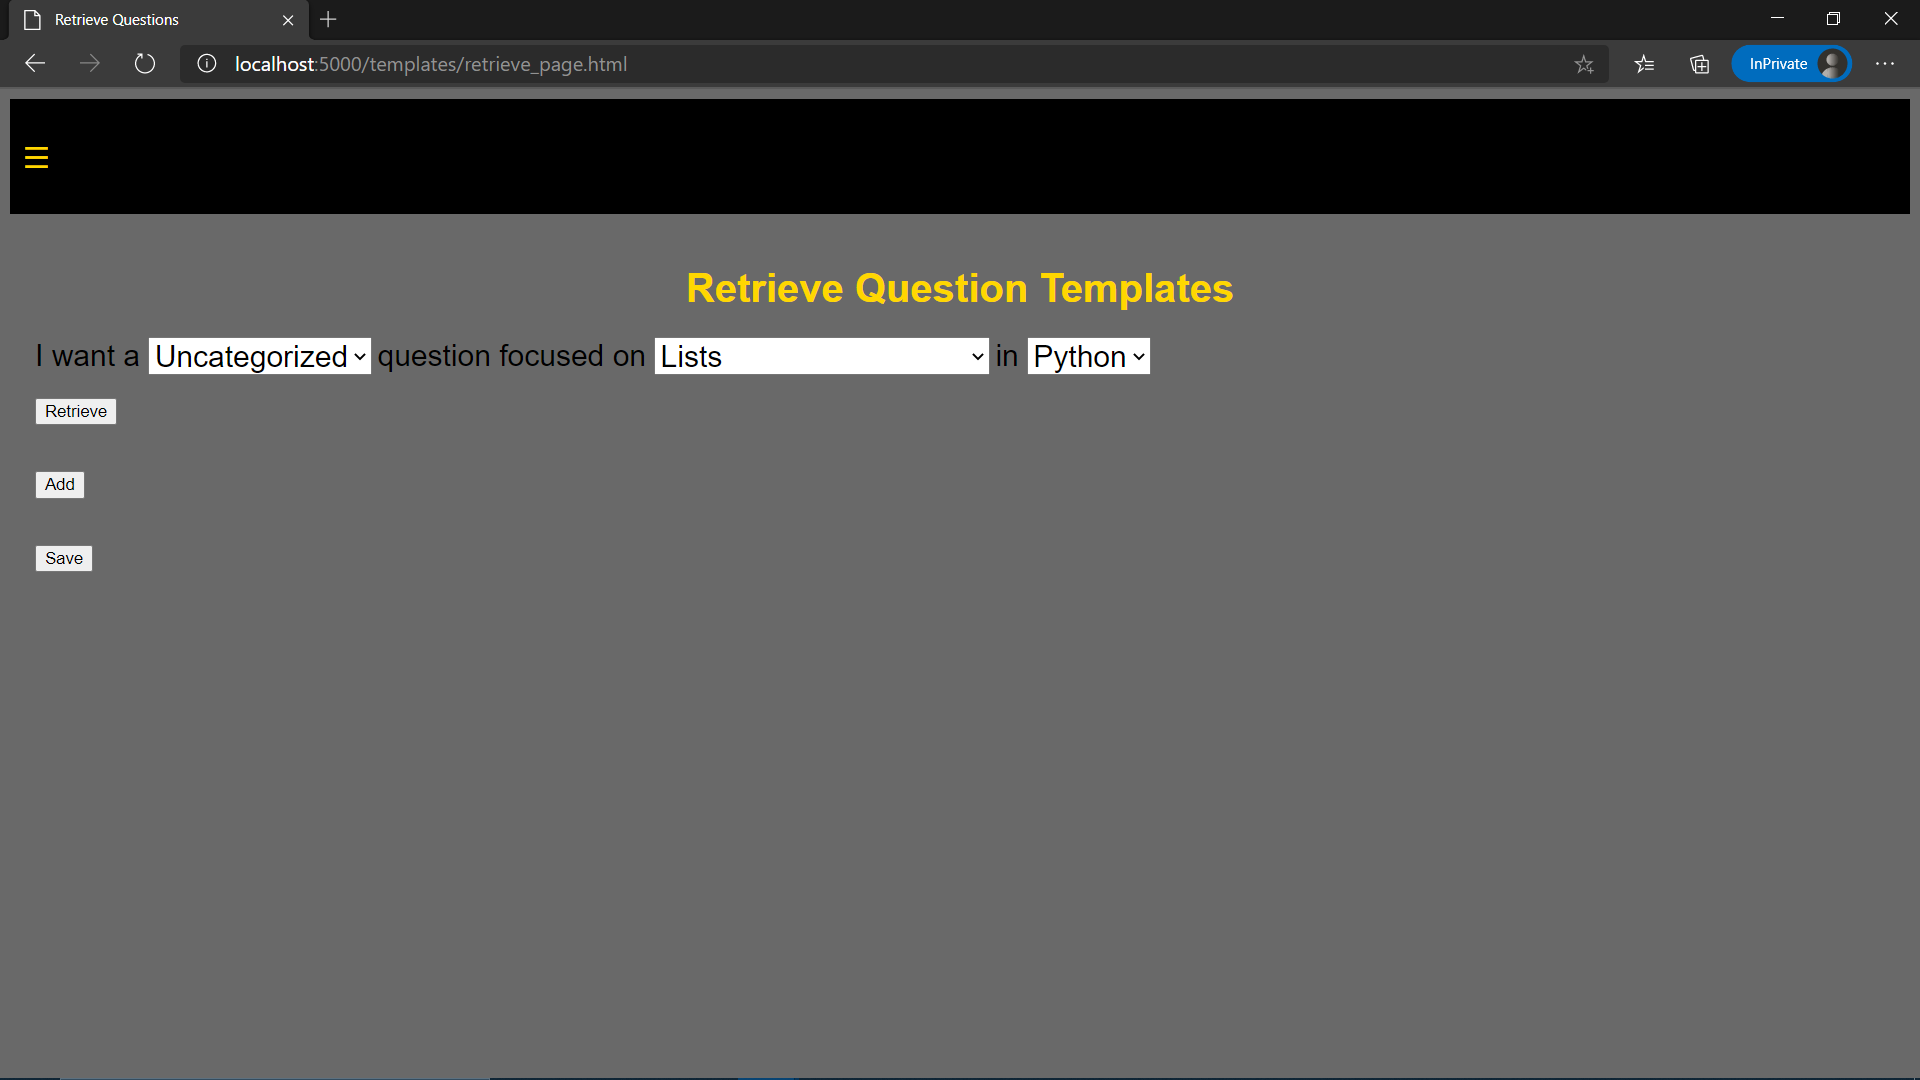 Retrieve Questions
localhost:5000/templates/retrieve_page.html
InPrivate
Retrieve Question Templates
I want a Uncategorized question focused on Lists in Python
Retrieve
Add
Save